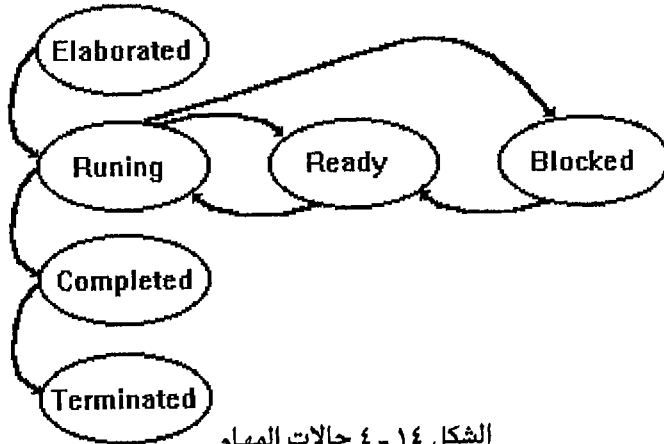 Elaborated
Runing
Ready
Blocked
Completed
Terminated
الشكل ١٤ - ٤ حالات المهام